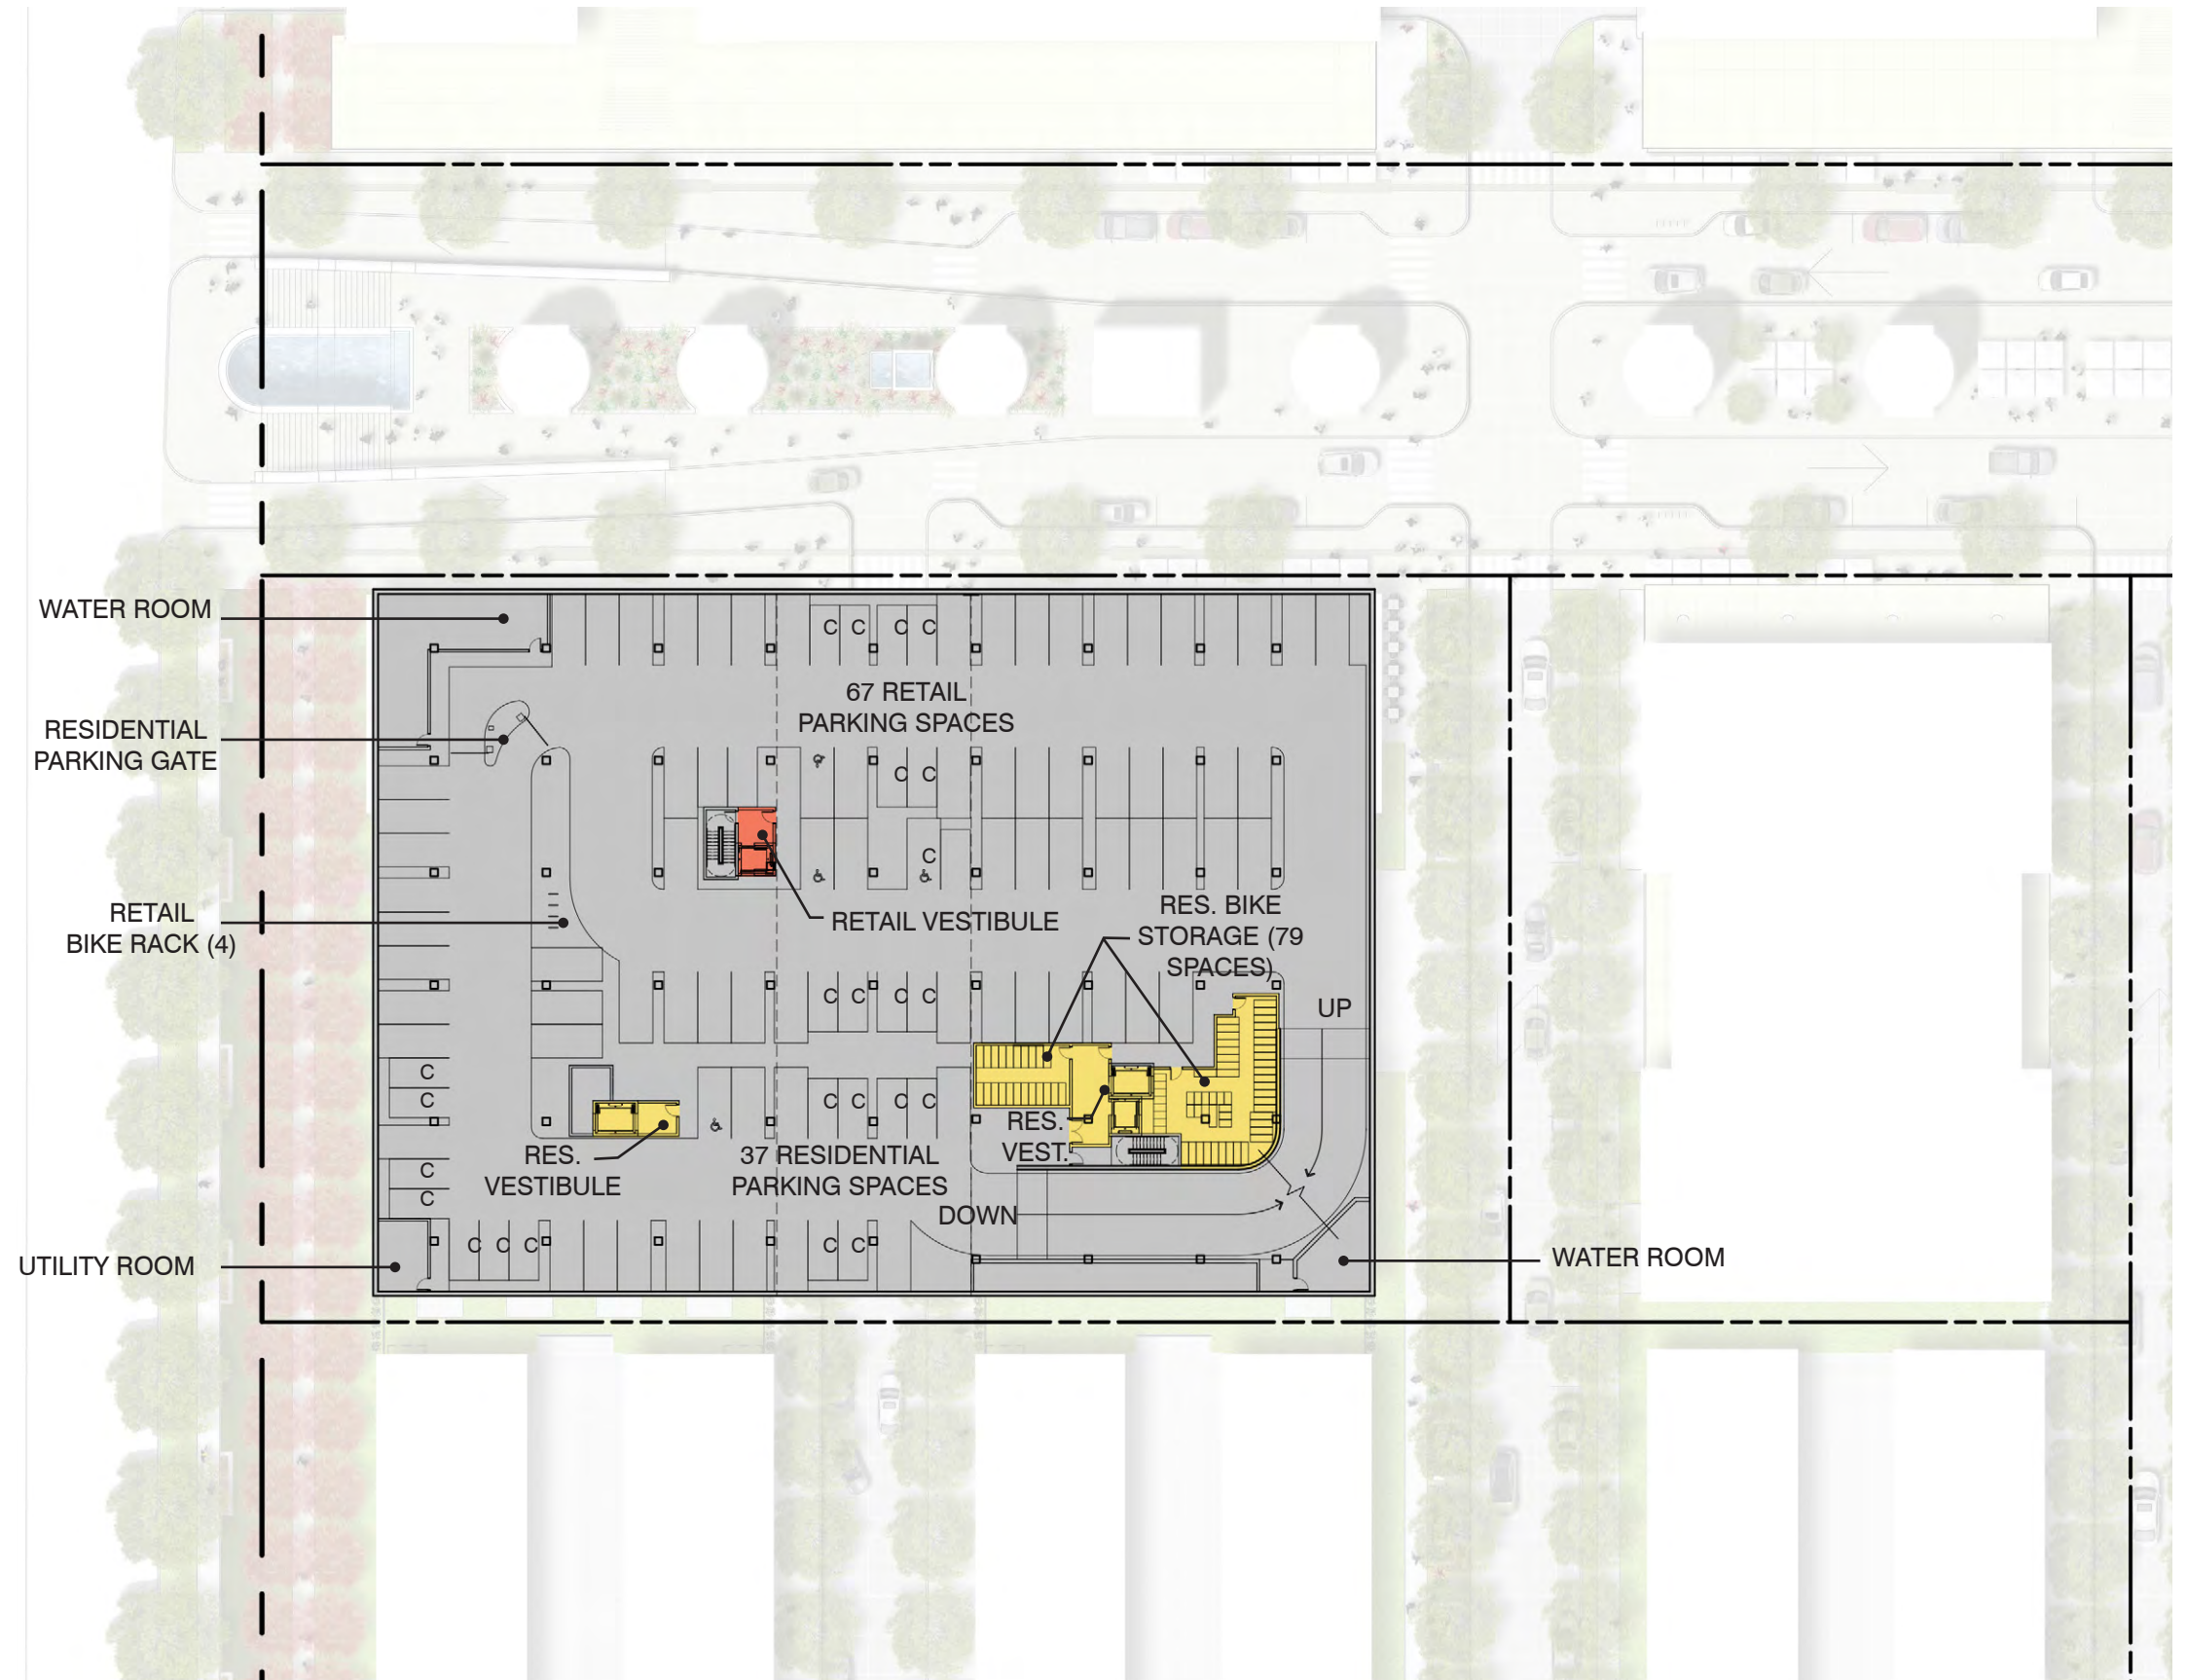 WATER ROOM
C C C C
67 RETAIL
PARKING SPACES
RESIDENTIAL
PARKING GATE
C C
C
RETAIL
BIKE RACK (4)
RETAIL VESTIBULE
RES. BIKE
STORAGE (79
SPACES)
C C C C
UP
C
C
C C C C
RES.
VEST.
RES.
VESTIBULE
37 RESIDENTIAL
PARKING SPACES
C
C
DOWN
C C C
C C
UTILITY ROOM
WATER ROOM